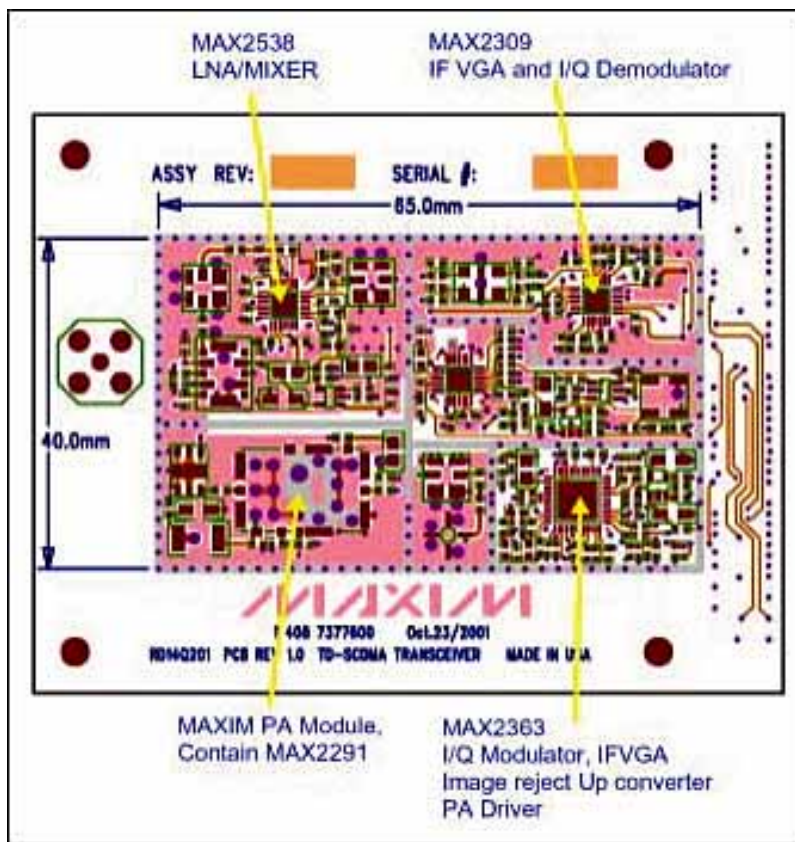 MAX2538
LNA/MIXER
MAX2309
IF VGA and I/Q Demodulator
ASSY REV:
SERIAL #:
65.0mm
40.0mm
MAXIM
408 7377600 Oct.23/2001
PCB REV 1.0 TD-SCDMA TRANSCEIVER MADE IN USA
MAXIM PA Module,
Contain MAX2291
MAX2363
I/Q Modulator, IFVGA
Image reject Up converter
PA Driver